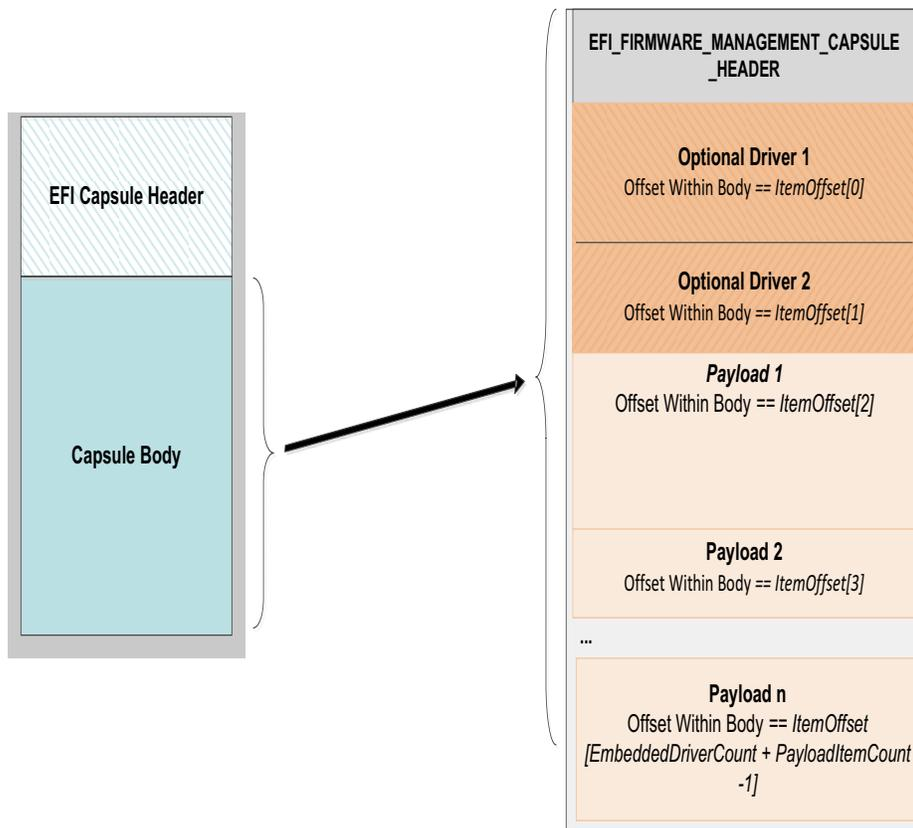 EFI Capsule Header
Capsule Body
EFI_FIRMWARE_MANAGEMENT_CAPSULE
_HEADER
Optional Driver 1
Offset Within Body == ItemOffset[0]
Optional Driver 2
Offset Within Body == ItemOffset[1]
Payload 1
Offset Within Body == ItemOffset[2]
Payload 2
Offset Within Body == ItemOffset[3]
...
Payload n
Offset Within Body == ItemOffset
[EmbeddedDriverCount + PayloadItemCount
-1]